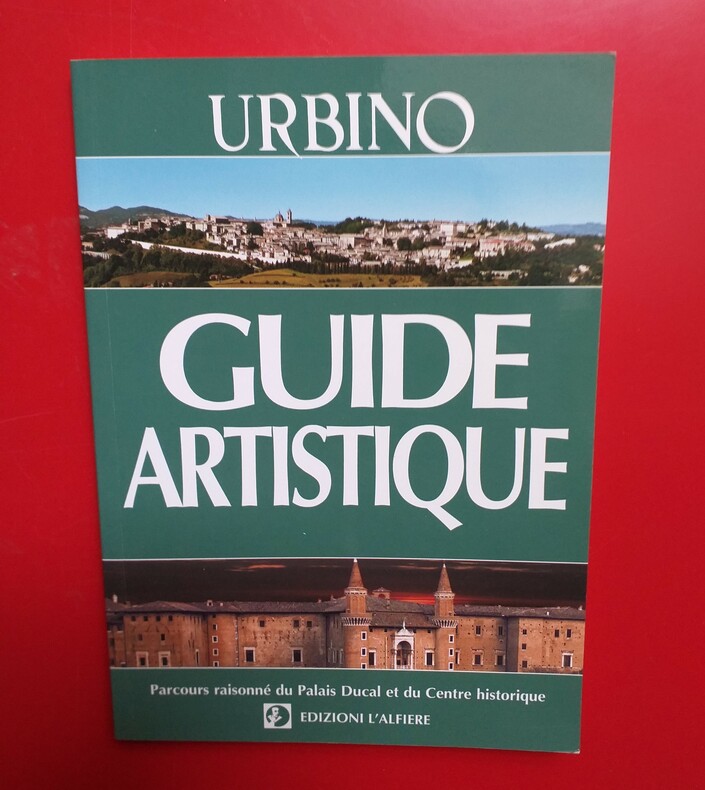 URBINO
GUIDE
ARTISTIQUE
Parcours raisonné du Palais Ducal et du Centre historique
EDIZIONI L'ALFIERE